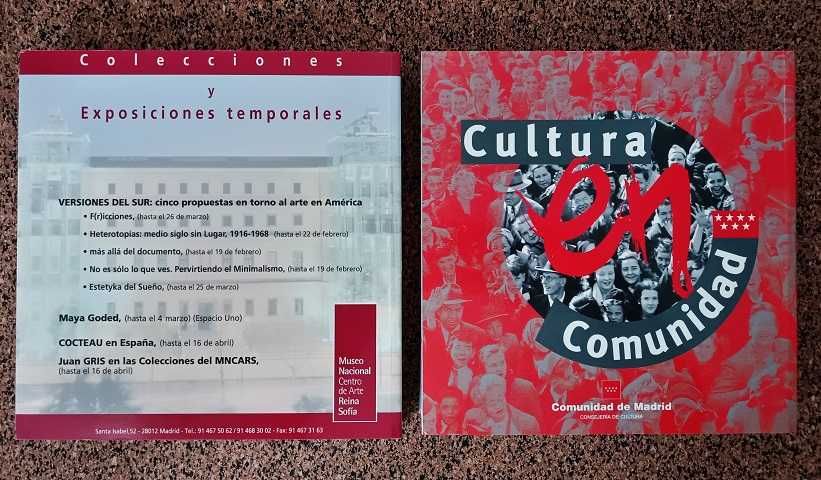 Colecciones
y
Exposiciones temporales
VERSIONES DEL SUR: cinco propuestas en torno al arte en América
• F(r)icciones, (hasta el 26 de marzo)
• Heterotopías: medio siglo sin Lugar, 1916-1968 (hasta el 22 de febrero)
• más allá del documento, (hasta el 19 de febrero)
• No es sólo lo que ves. Pervirtiendo el Minimalismo, (hasta el 19 de febrero)
• Estetyka del Sueño, (hasta el 25 de marzo)
Maya Goded, (hasta el 4 marzo) (Espacio Uno)
COCTEAU en España, (hasta el 16 de abril)
Juan GRIS en las Colecciones del MNCARS,
(hasta el 16 de abril)
Museo
Nacional
Centro
de Arte
Reina
Sofía
Santa Isabel,52 - 28012 Madrid - Tel.: 91 467 50 62 / 91 468 30 02 - Fax: 91 467 31 63
Cultura
en
Comunidad
Comunidad de Madrid
CONSEJERÍA DE CULTURA